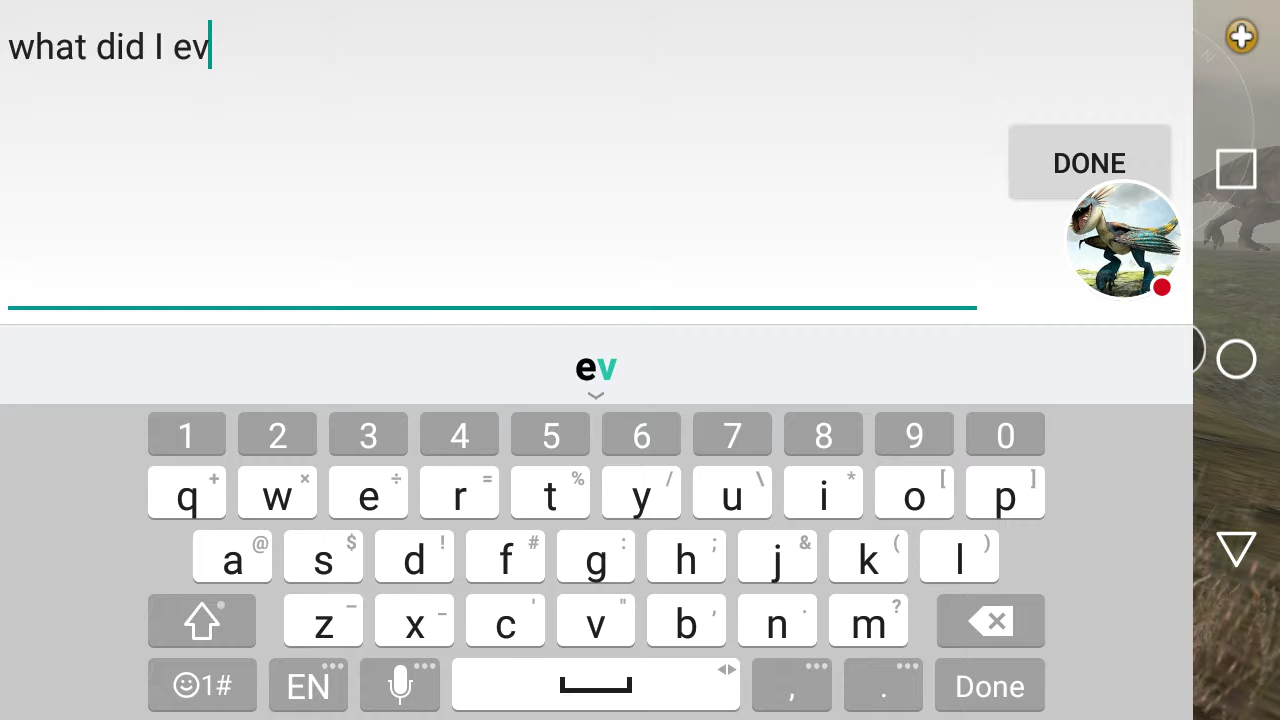 what did I ev
DONE
ev
1 2 3 4 5 6 7 8 9 0
q + w × e ÷ r = t % y / u \ i * o [ p ]
a @ s $ d ! f # g : h ; j & k ( l )
z – x _ c ' v " b , n . m ?
1# EN , . Done